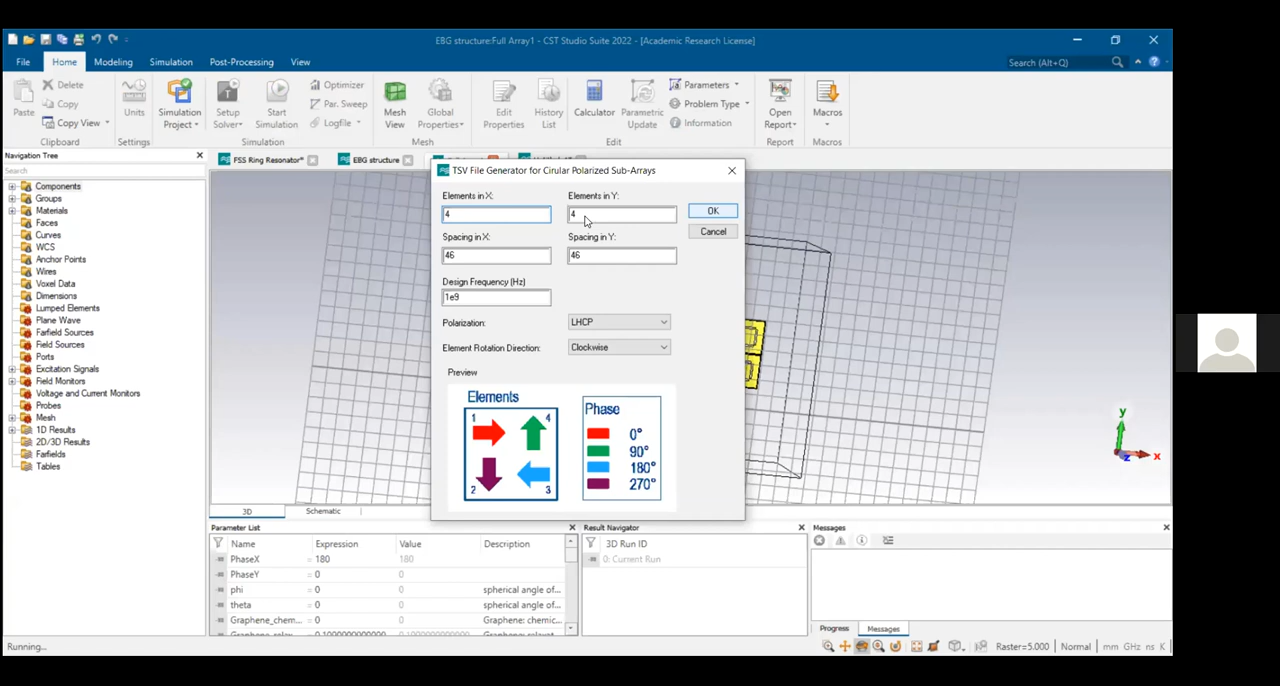 EBG structure:Full Array1 - CST Studio Suite 2022 - [Academic Research License]
File Home Modeling Simulation Post-Processing View Search (Alt+Q)
Delete Optimizer Parameters
Copy Par. Sweep Problem Type
Copy View Logfile Information
Paste Units Simulation Project Setup Solver Start Simulation Mesh View Global Properties Edit Properties History List Calculator Parametric Update Open Report Macros
Clipboard Settings Simulation Mesh Edit Report Macros
Navigation Tree
FSS Ring Resonator* EBG structure
Search
Components
Groups
Materials
Faces
Curves
WCS
Anchor Points
Wires
Voxel Data
Dimensions
Lumped Elements
Plane Wave
Farfield Sources
Field Sources
Ports
Excitation Signals
Field Monitors
Voltage and Current Monitors
Probes
Mesh
1D Results
2D/3D Results
Farfields
Tables
TSV File Generator for Cirular Polarized Sub-Arrays
Elements in X: Elements in Y:
4 4 OK
Spacing in X: Spacing in Y: Cancel
46 46
Design Frequency (Hz)
1e9
Polarization: LHCP
Element Rotation Direction: Clockwise
Preview
Elements
1 4
2 3
Phase
0°
90°
180°
270°
y
z x
3D Schematic
Parameter List
Name Expression Value Description
PhaseX = 180 180
PhaseY = 0 0
phi = 0 0 spherical angle of...
theta = 0 0 spherical angle of...
Graphene_chem... = 0 0 Graphene: chemic...
Result Navigator
3D Run ID
0: Current Run
Messages
Progress Messages
Running...
Raster=5.000 Normal mm GHz ns K